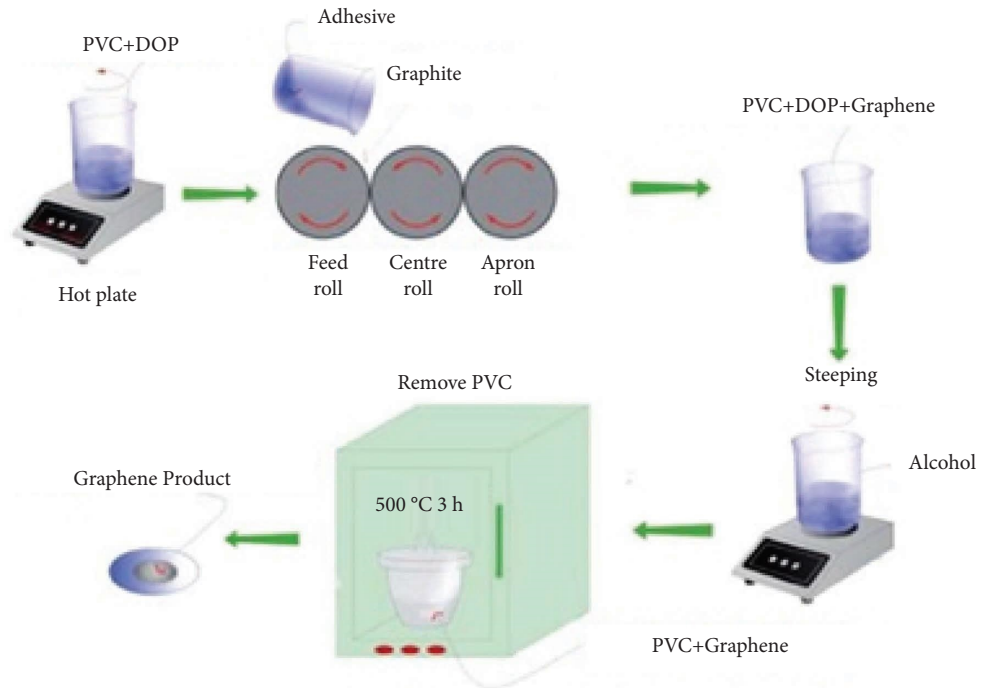 Adhesive
PVC+DOP
Graphite
PVC+DOP+Graphene
Feed
roll
Centre
roll
Apron
roll
Hot plate
Steeping
Remove PVC
Alcohol
Graphene Product
500 °C 3 h
PVC+Graphene